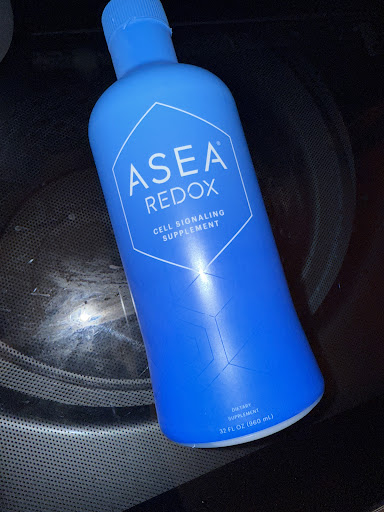 ASEA®
REDOX
CELL SIGNALING
SUPPLEMENT
DIETARY
SUPPLEMENT
32 FL OZ (960 mL)